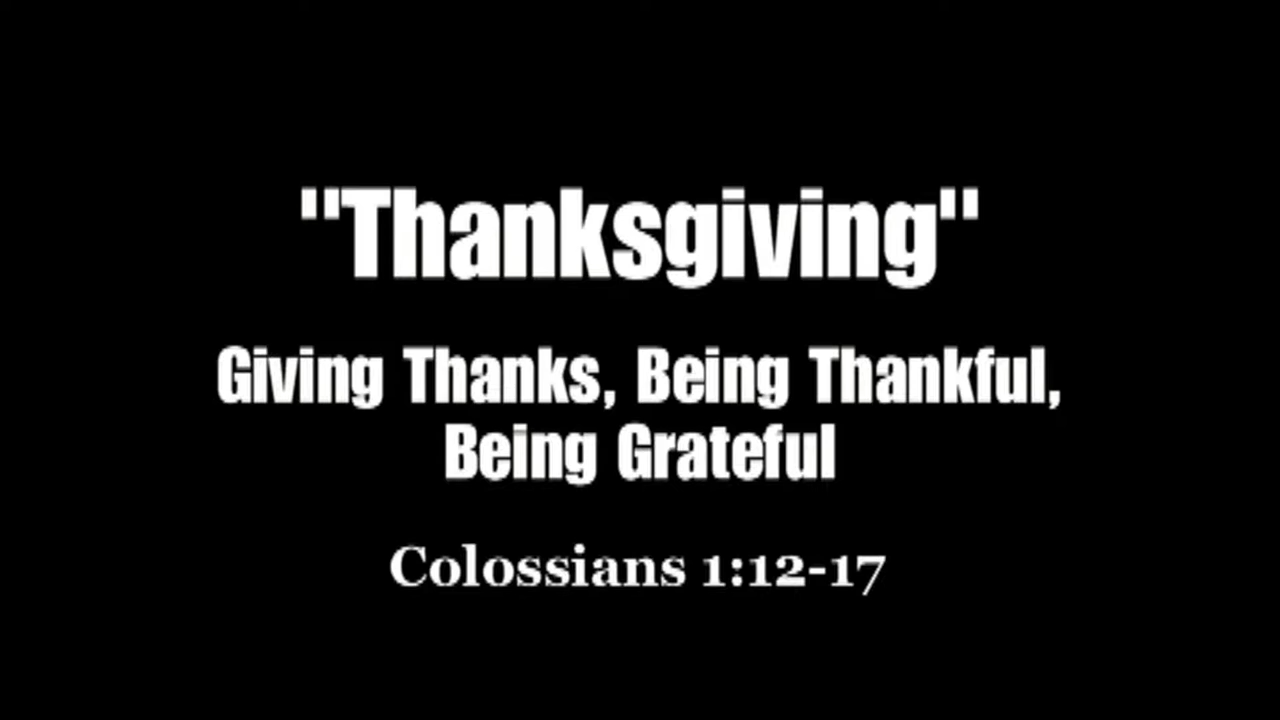 "Thanksgiving"
Giving Thanks, Being Thankful,
Being Grateful
Colossians 1:12-17